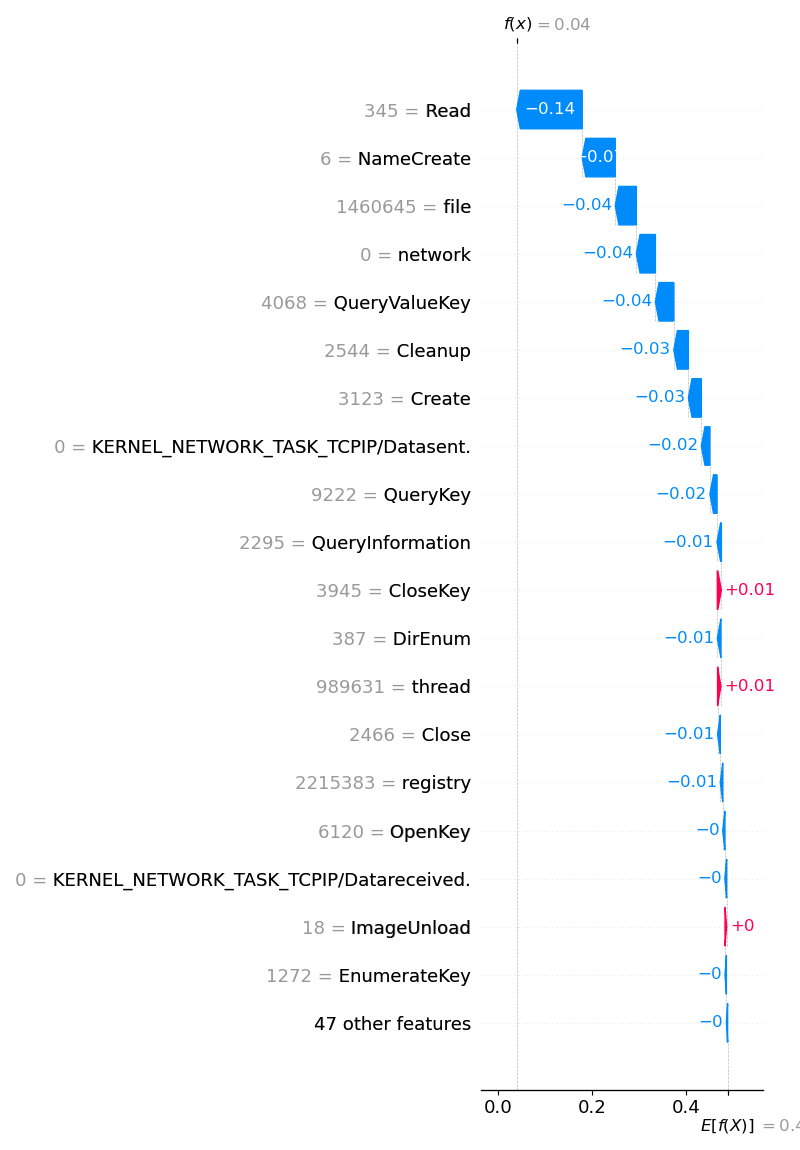 f(x) = 0.04
345 = Read
−0.14
6 = NameCreate
1460645 = file
−0.04
0 = network
−0.04
4068 = QueryValueKey
−0.04
2544 = Cleanup
−0.03
3123 = Create
−0.03
0 = KERNEL_NETWORK_TASK_TCPIP/Datasent.
−0.02
9222 = QueryKey
−0.02
2295 = QueryInformation
−0.01
3945 = CloseKey
+0.01
387 = DirEnum
−0.01
989631 = thread
+0.01
2466 = Close
−0.01
2215383 = registry
−0.01
6120 = OpenKey
−0
0 = KERNEL_NETWORK_TASK_TCPIP/Datareceived.
−0
18 = ImageUnload
+0
1272 = EnumerateKey
−0
47 other features
−0
0.0 0.2 0.4
E[f(X)] =